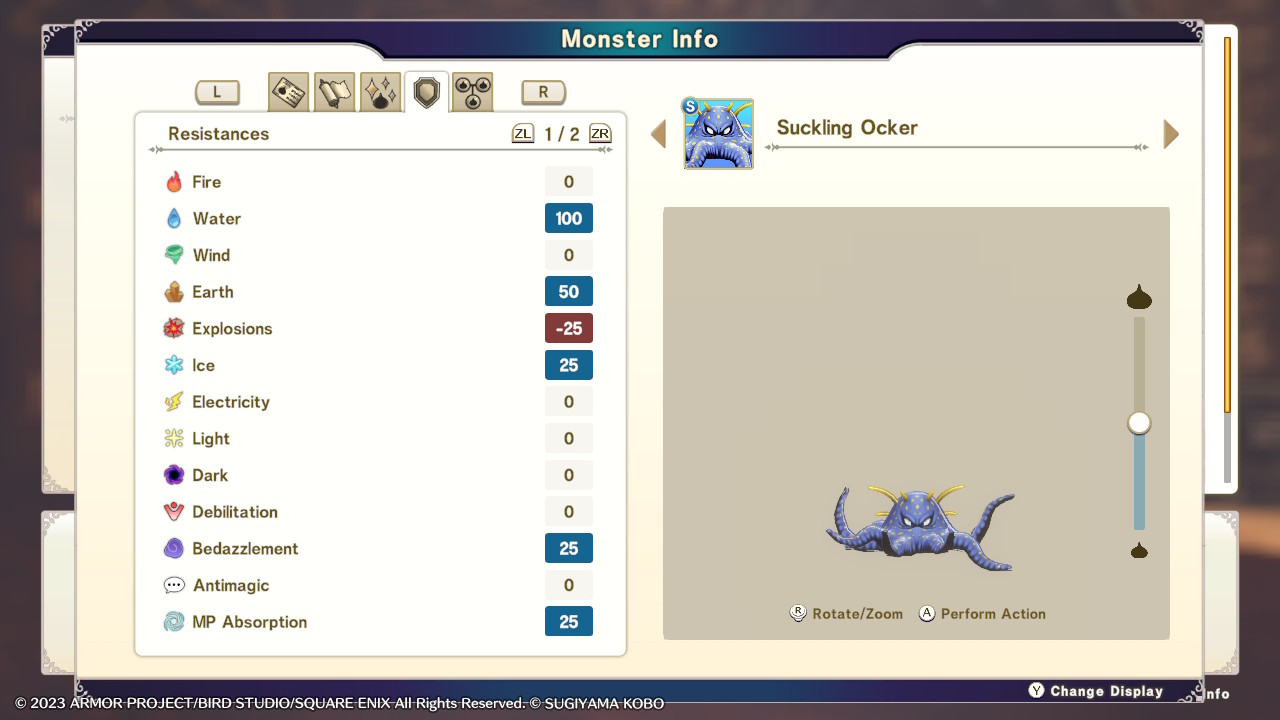 Monster Info
L
R
Resistances
ZL 1 / 2 ZR
Fire 0
Water 100
Wind 0
Earth 50
Explosions -25
Ice 25
Electricity 0
Light 0
Dark 0
Debilitation 0
Bedazzlement 25
Antimagic 0
MP Absorption 25
S
Suckling Ocker
R Rotate/Zoom A Perform Action
Y Change Display
nfo
© 2023 ARMOR PROJECT/BIRD STUDIO/SQUARE ENIX All Rights Reserved. © SUGIYAMA KOBO